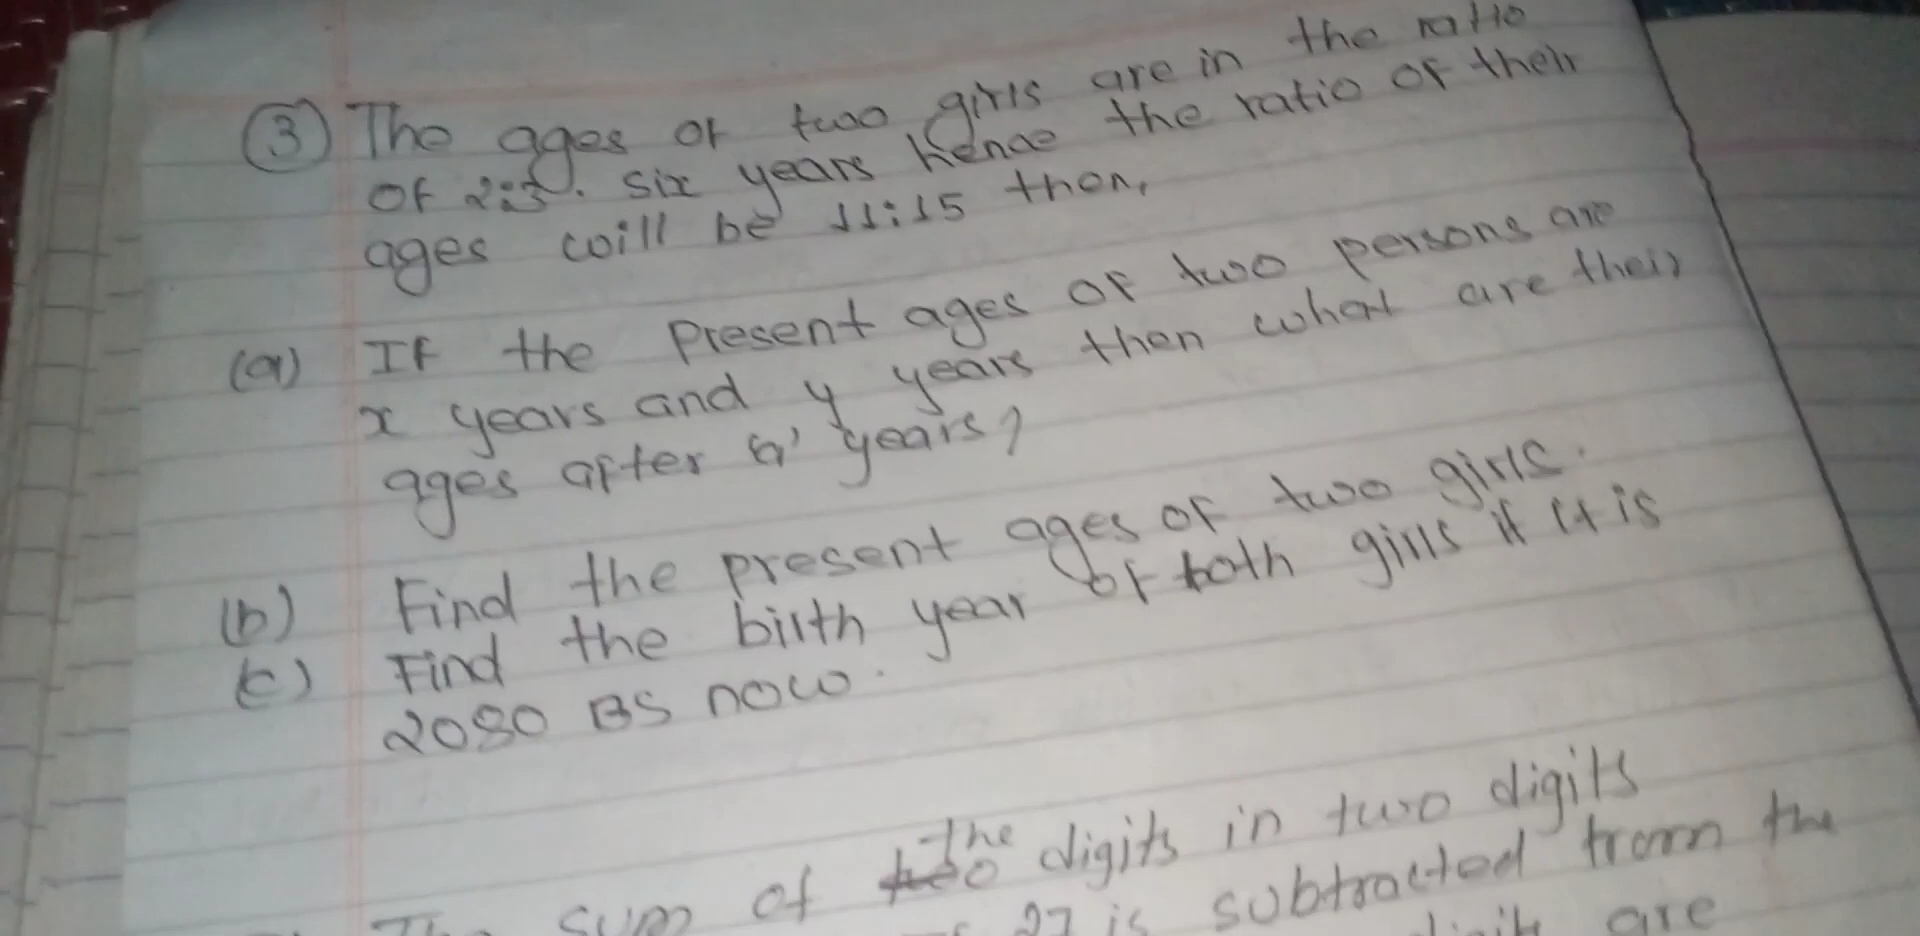 ③ The ages of two girls are in the ratio
of 2:3. Six years hence the ratio of their
ages will be 11:15 then,
(a) If the present ages of two persons are
x years and y years then what are their
ages after 'a' years?
(b) Find the present ages of two girls.
(c) Find the birth year of both girls if it is
2080 BS now.
The sum of the digits in two digits
27 is subtracted from the
are